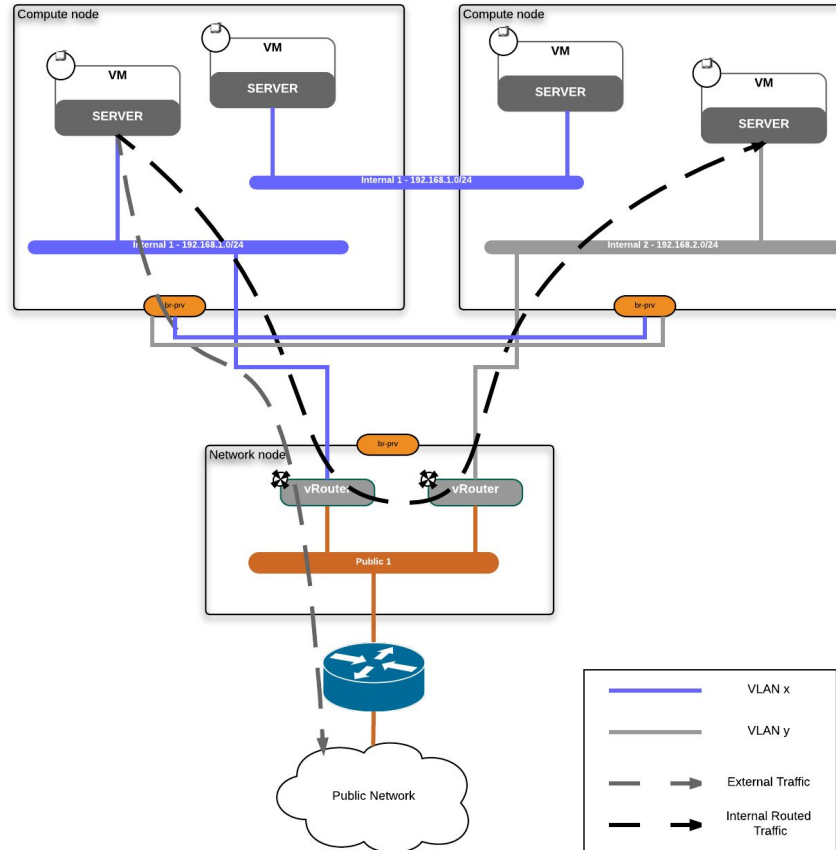 Compute node
Compute node
VM
SERVER
VM
SERVER
VM
SERVER
VM
SERVER
Internal 1 - 192.168.1.0/24
Internal 1 - 192.168.1.0/24
Internal 2 - 192.168.2.0/24
br-prv
br-prv
br-prv
Network node
vRouter
vRouter
Public 1
Public Network
VLAN x
VLAN y
External Traffic
Internal Routed
Traffic